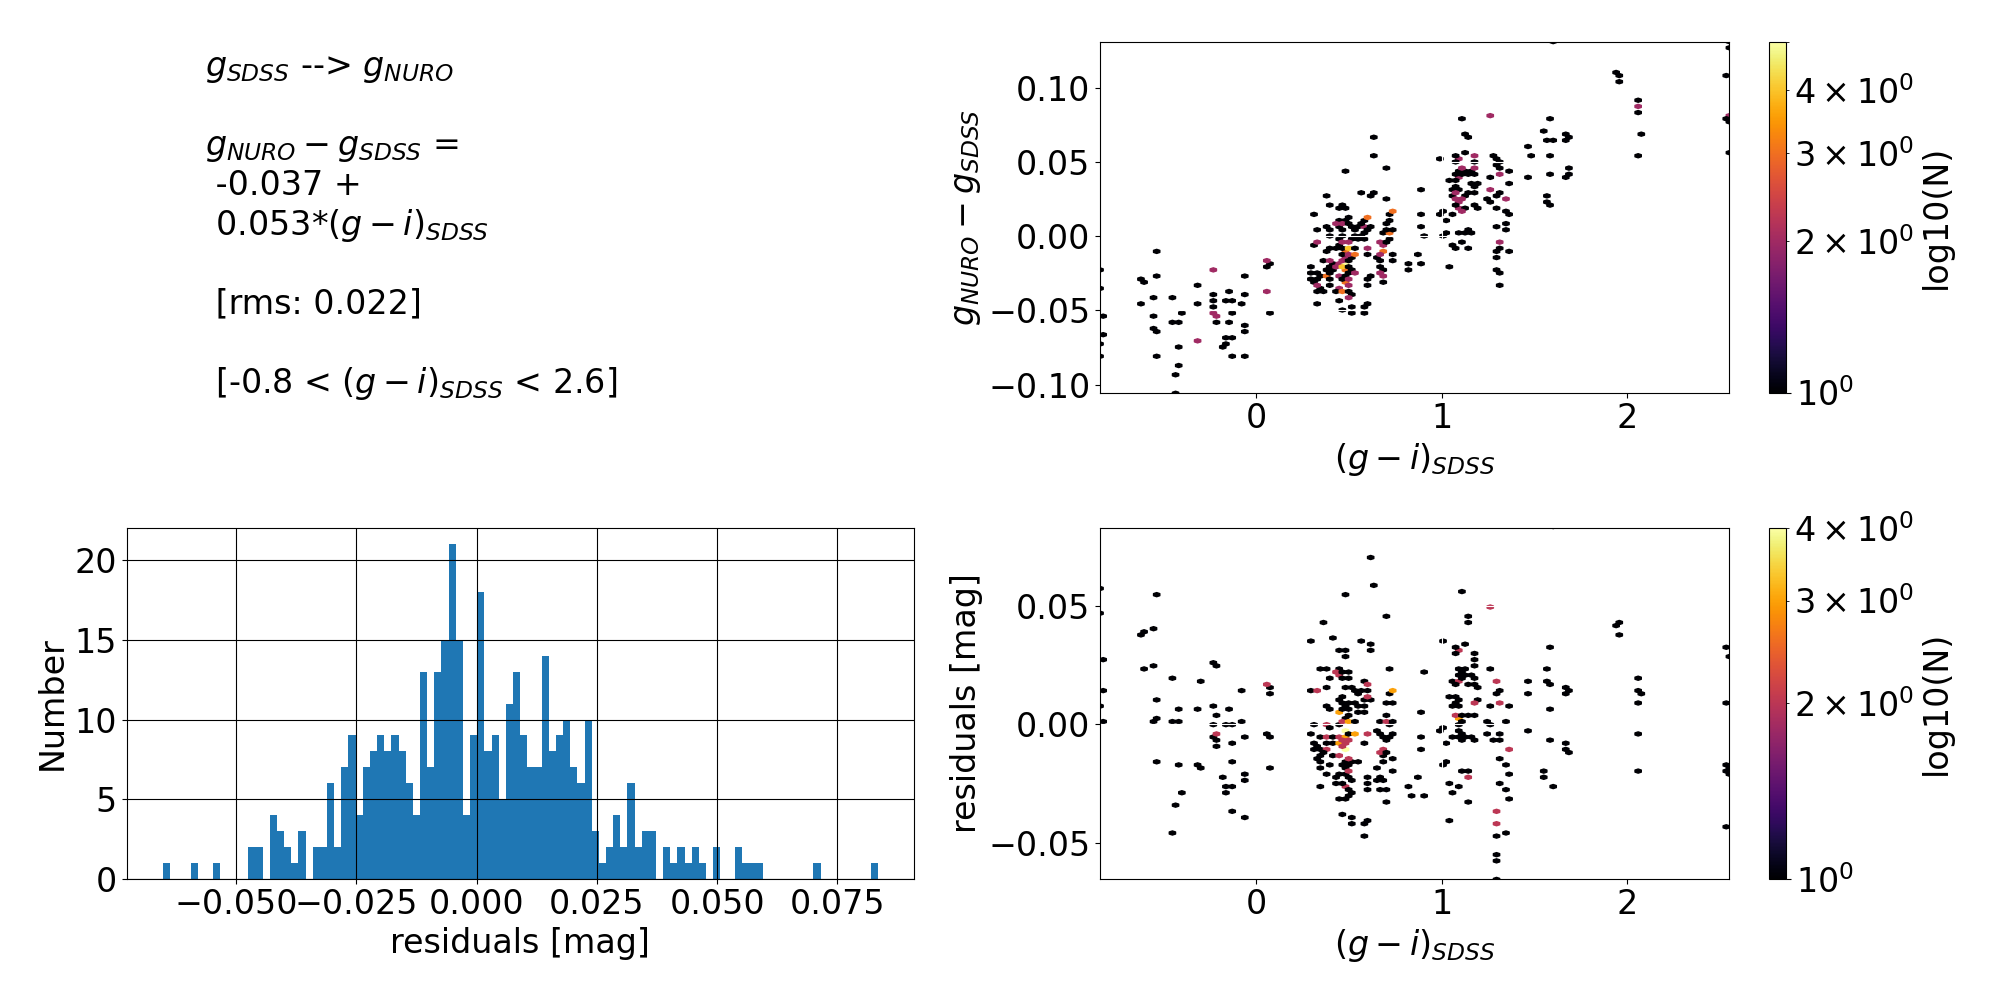 g_SDSS --> g_NURO
g_NURO − g_SDSS =
-0.037 +
0.053*(g − i)_SDSS
[rms: 0.022]
[-0.8 < (g − i)_SDSS < 2.6]
g_NURO − g_SDSS
0.10
0.05
0.00
−0.05
−0.10
0 1 2
(g − i)_SDSS
4 × 10^0
3 × 10^0
2 × 10^0
10^0
log10(N)
Number
20
15
10
5
0
−0.050 −0.025 0.000 0.025 0.050 0.075
residuals [mag]
residuals [mag]
0.05
0.00
−0.05
0 1 2
(g − i)_SDSS
4 × 10^0
3 × 10^0
2 × 10^0
10^0
log10(N)